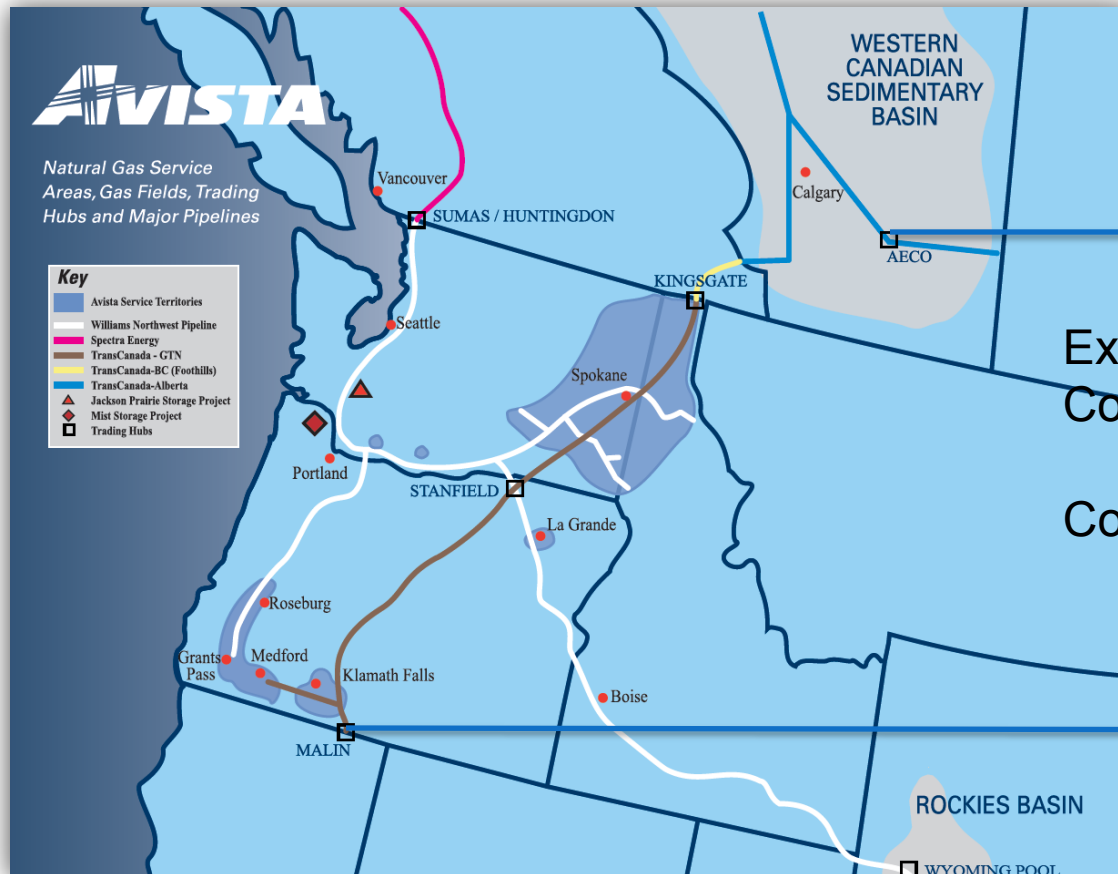 AVISTA
Natural Gas Service
Areas, Gas Fields, Trading
Hubs and Major Pipelines
Key
Avista Service Territories
Williams Northwest Pipeline
Spectra Energy
TransCanada - GTN
TransCanada-BC (Foothills)
TransCanada-Alberta
Jackson Prairie Storage Project
Mist Storage Project
Trading Hubs
WESTERN
CANADIAN
SEDIMENTARY
BASIN
Vancouver
Calgary
SUMAS / HUNTINGDON
AECO
KINGSGATE
Seattle
Ex
Spokane
Co
Portland
STANFIELD
Co
La Grande
Roseburg
Grants
Pass
Medford
Klamath Falls
Boise
MALIN
ROCKIES BASIN
WYOMING POOL